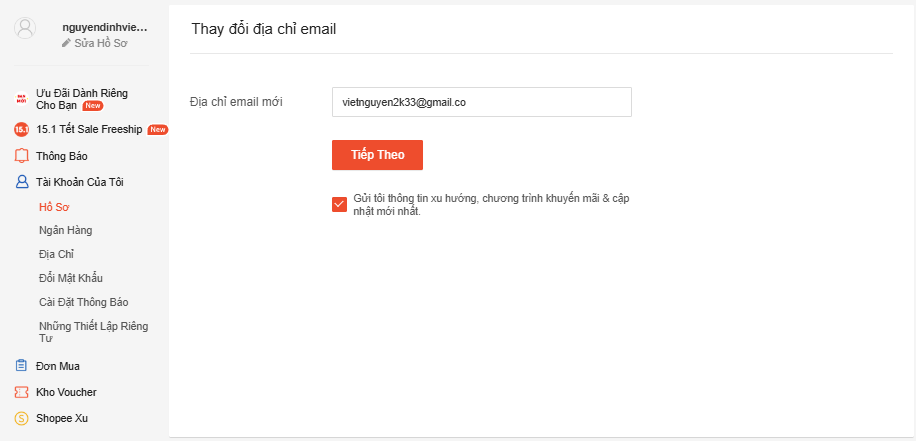 nguyendinhvie...
Sửa Hồ Sơ
Ưu Đãi Dành Riêng
Cho Bạn New
15.1 15.1 Tết Sale Freeship New
Thông Báo
Tài Khoản Của Tôi
Hồ Sơ
Ngân Hàng
Địa Chỉ
Đổi Mật Khẩu
Cài Đặt Thông Báo
Những Thiết Lập Riêng
Tư
Đơn Mua
Kho Voucher
S Shopee Xu
Thay đổi địa chỉ email
Địa chỉ email mới
vietnguyen2k33@gmail.co
Tiếp Theo
Gửi tôi thông tin xu hướng, chương trình khuyến mãi & cập
nhật mới nhất.